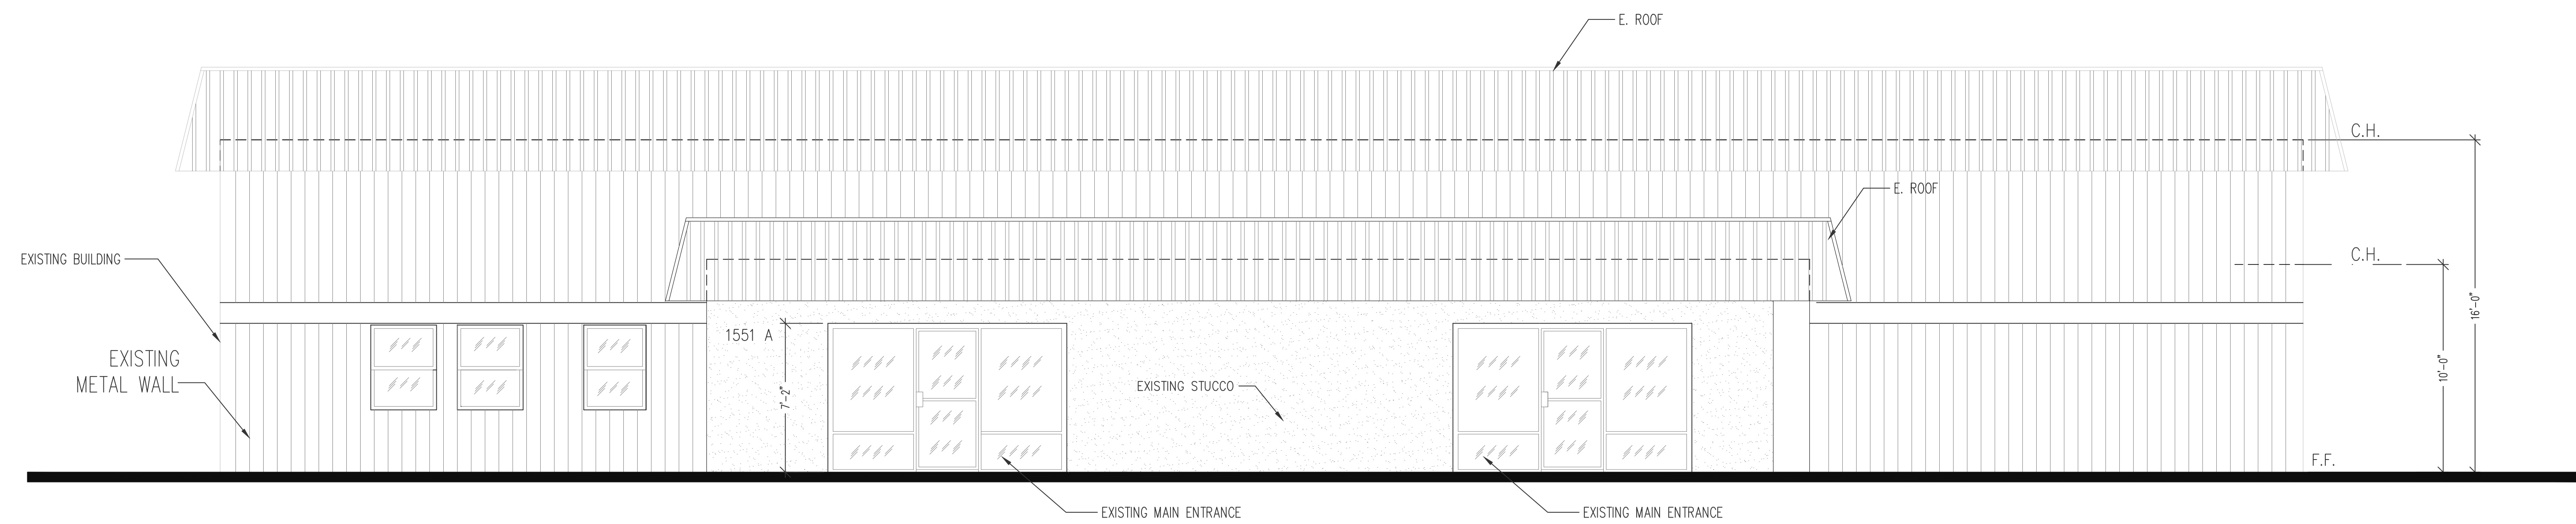 E. ROOF
C.H.
E. ROOF
C.H.
EXISTING BUILDING
16'-0"
1551 A
EXISTING
METAL WALL
10'-0"
EXISTING STUCCO
7'-2"
F.F.
EXISTING MAIN ENTRANCE
EXISTING MAIN ENTRANCE